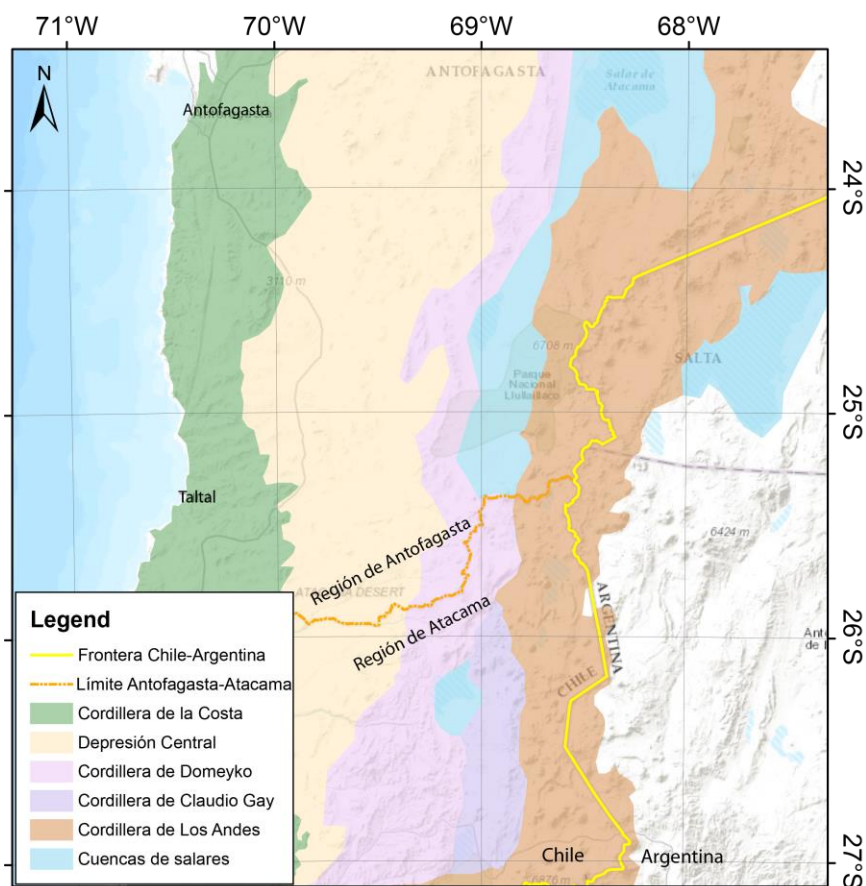 71°W 70°W 69°W 68°W
N
ANTOFAGASTA
Salar de
Atacama
Antofagasta
24°S
3110 m
6708 m
SALTA
Parque
Nacional
Llullaillaco
25°S
Taltal
Región de Antofagasta
6424 m
ATACAMA DESERT
Región de Atacama
ARGENTINA
CHILE
26°S
Legend
Frontera Chile-Argentina
Límite Antofagasta-Atacama
Cordillera de la Costa
Depresión Central
Cordillera de Domeyko
Cordillera de Claudio Gay
Cordillera de Los Andes
Cuencas de salares
Chile Argentina
6876 m
27°S